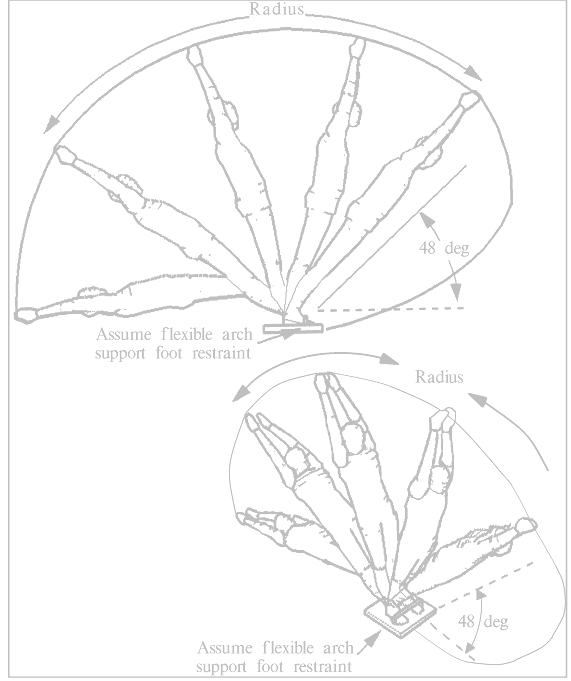 Radius
48 deg
Assume flexible arch
support foot restraint
Radius
48 deg
Assume flexible arch
support foot restraint